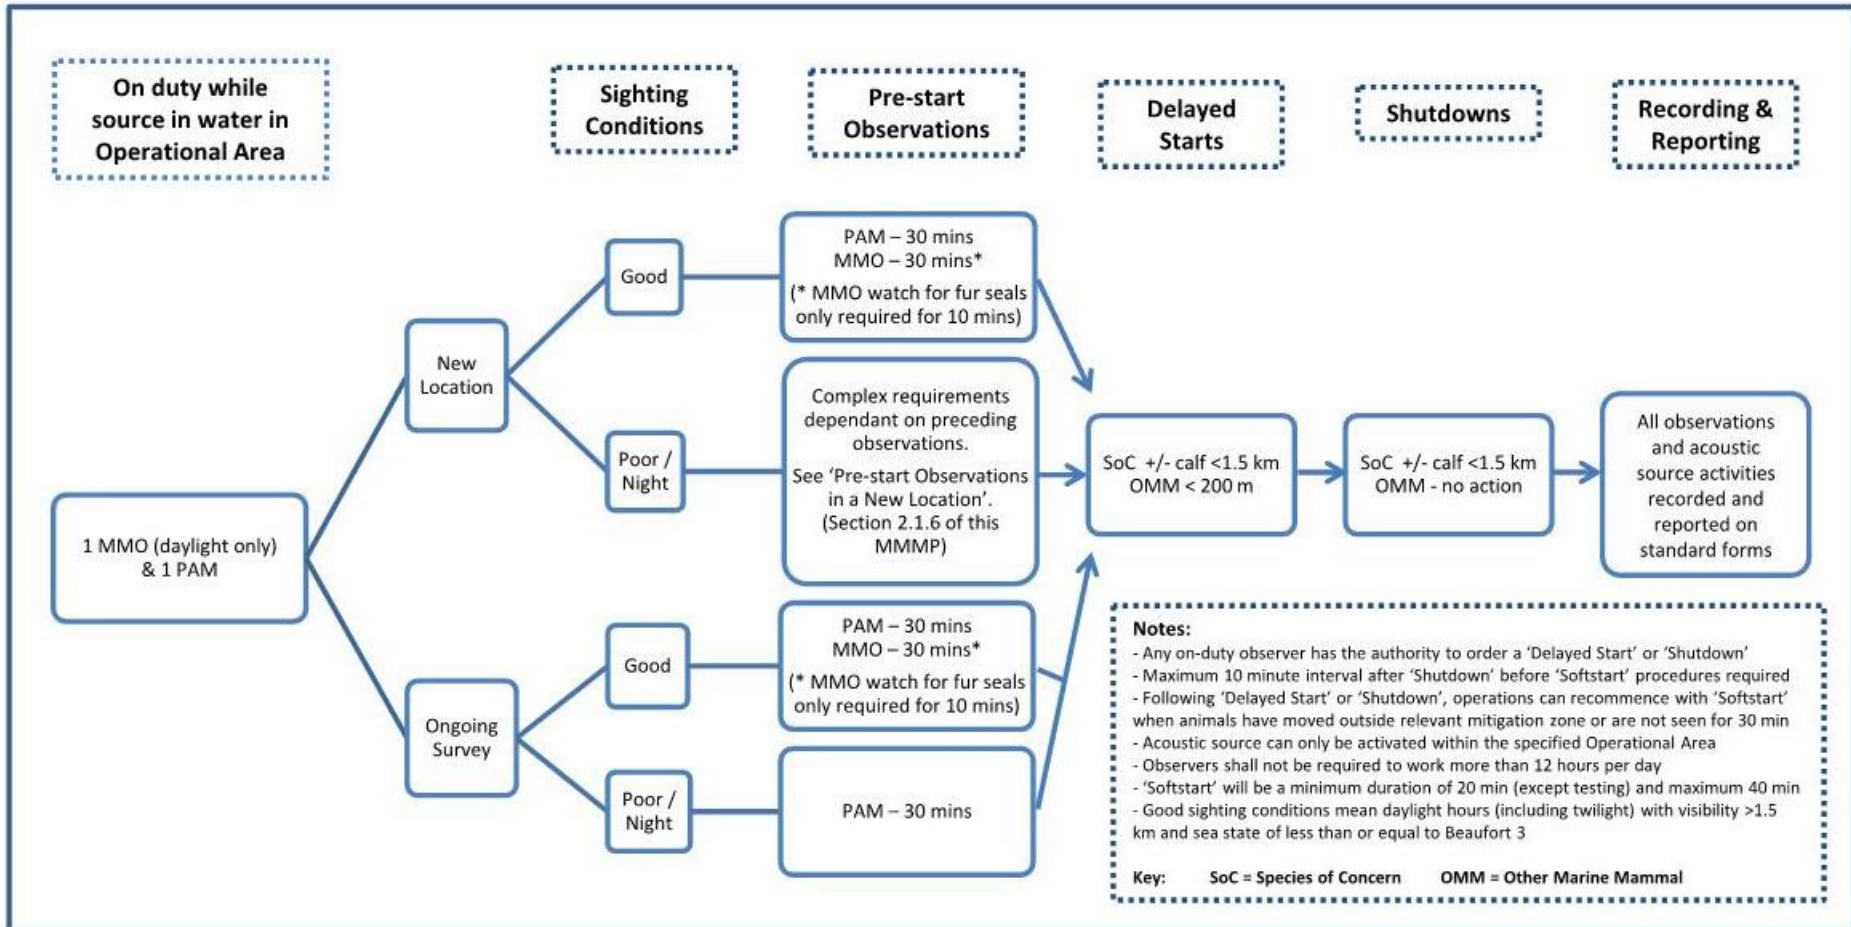 On duty while
source in water in
Operational Area
Sighting
Conditions
Pre-start
Observations
Delayed
Starts
Shutdowns
Recording &
Reporting
1 MMO (daylight only)
& 1 PAM
New
Location
Ongoing
Survey
Good
Poor /
Night
Good
Poor /
Night
PAM – 30 mins
MMO – 30 mins*
(* MMO watch for fur seals
only required for 10 mins)
Complex requirements
dependant on preceding
observations.
See ‘Pre-start Observations
in a New Location’.
(Section 2.1.6 of this
MMMP)
PAM – 30 mins
MMO – 30 mins*
(* MMO watch for fur seals
only required for 10 mins)
PAM – 30 mins
SoC +/- calf <1.5 km
OMM < 200 m
SoC +/- calf <1.5 km
OMM - no action
All observations
and acoustic
source activities
recorded and
reported on
standard forms
Notes:
- Any on-duty observer has the authority to order a ‘Delayed Start’ or ‘Shutdown’
- Maximum 10 minute interval after ‘Shutdown’ before ‘Softstart’ procedures required
- Following ‘Delayed Start’ or ‘Shutdown’, operations can recommence with ‘Softstart’
when animals have moved outside relevant mitigation zone or are not seen for 30 min
- Acoustic source can only be activated within the specified Operational Area
- Observers shall not be required to work more than 12 hours per day
- ‘Softstart’ will be a minimum duration of 20 min (except testing) and maximum 40 min
- Good sighting conditions mean daylight hours (including twilight) with visibility >1.5
km and sea state of less than or equal to Beaufort 3
Key: SoC = Species of Concern OMM = Other Marine Mammal